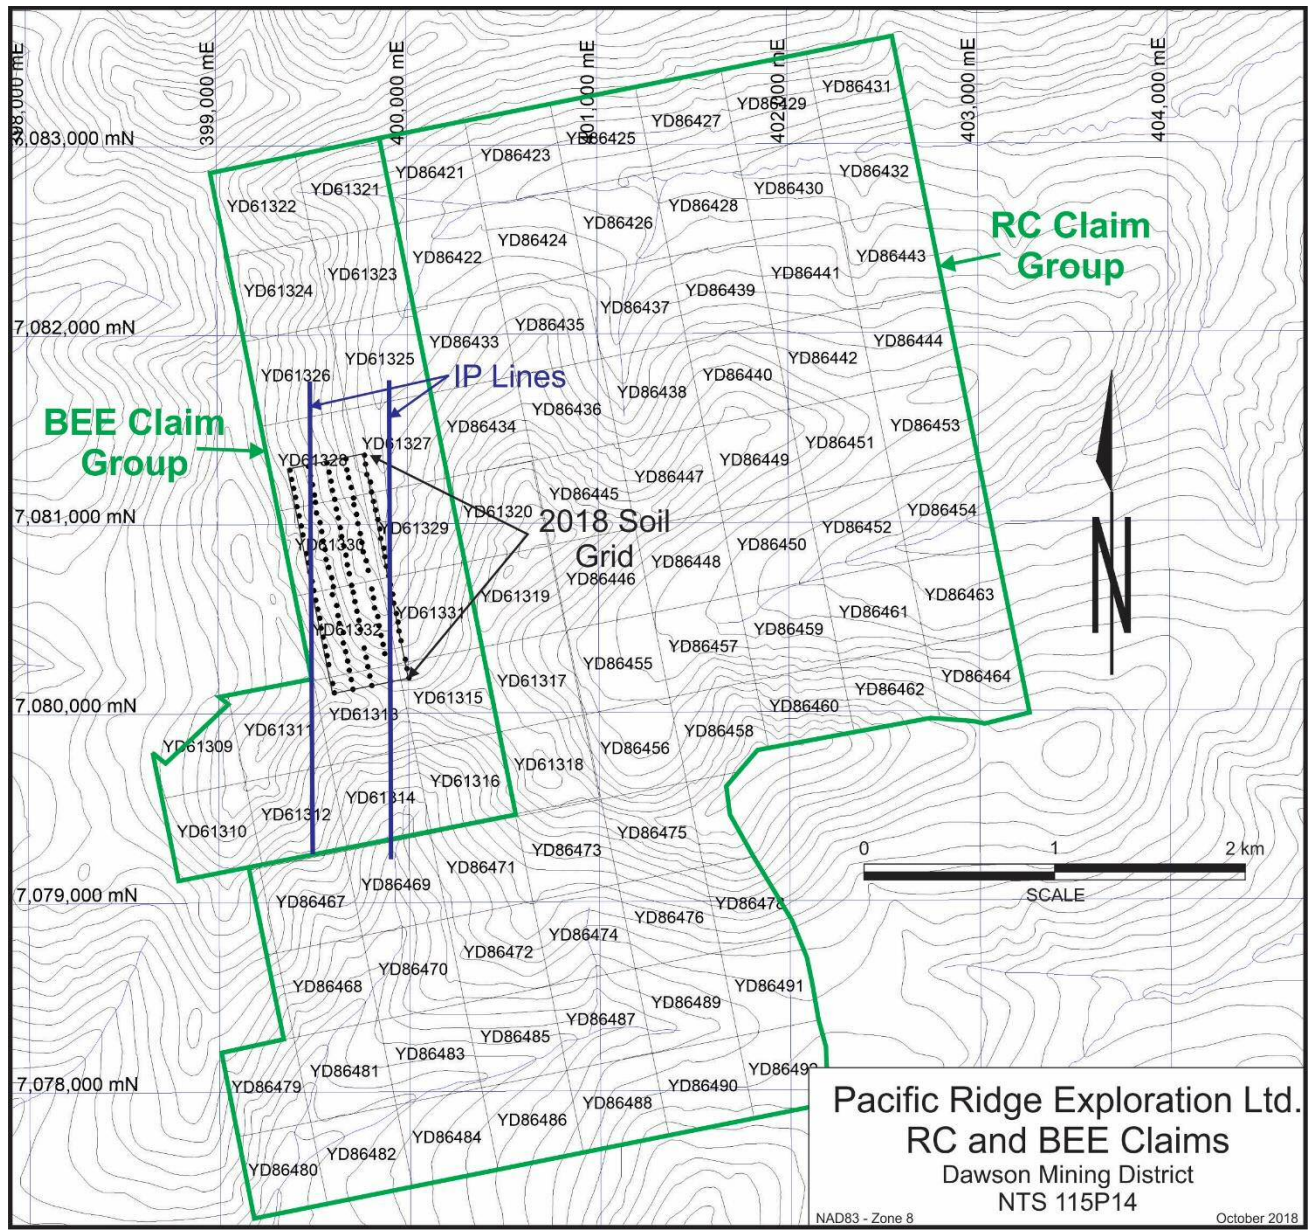 398,000 mE
399,000 mE
400,000 mE
401,000 mE
402,000 mE
403,000 mE
404,000 mE
7,083,000 mN
7,082,000 mN
7,081,000 mN
7,080,000 mN
7,079,000 mN
7,078,000 mN
YD86431
YD86429
YD86427
YD86425
YD86423
YD86421
YD61321
YD61322
YD86432
YD86430
YD86428
YD86426
YD86424
YD86422
YD61323
YD61324
RC Claim
Group
YD86443
YD86441
YD86439
YD86437
YD86435
YD86433
YD61325
YD61326
IP Lines
YD86444
YD86442
YD86440
YD86438
YD86436
YD86434
YD61327
YD61328
BEE Claim
Group
YD86453
YD86451
YD86449
YD86447
YD86445
YD61320
YD61329
YD61330
2018 Soil
Grid
YD86454
YD86452
YD86450
YD86448
YD86446
YD61319
YD61331
YD61332
YD86463
YD86461
YD86459
YD86457
YD86455
YD61317
YD61315
YD61313
YD61311
YD61309
YD86464
YD86462
YD86460
YD86458
YD86456
YD61318
YD61316
YD61314
YD61312
YD61310
YD86475
YD86473
YD86471
YD86469
YD86467
YD86478
YD86476
YD86474
YD86472
YD86470
YD86468
YD86491
YD86489
YD86487
YD86485
YD86483
YD86481
YD86479
YD86490
YD86488
YD86486
YD86484
YD86482
YD86480
N
0 1 2 km
SCALE
Pacific Ridge Exploration Ltd.
RC and BEE Claims
Dawson Mining District
NTS 115P14
NAD83 - Zone 8 October 2018